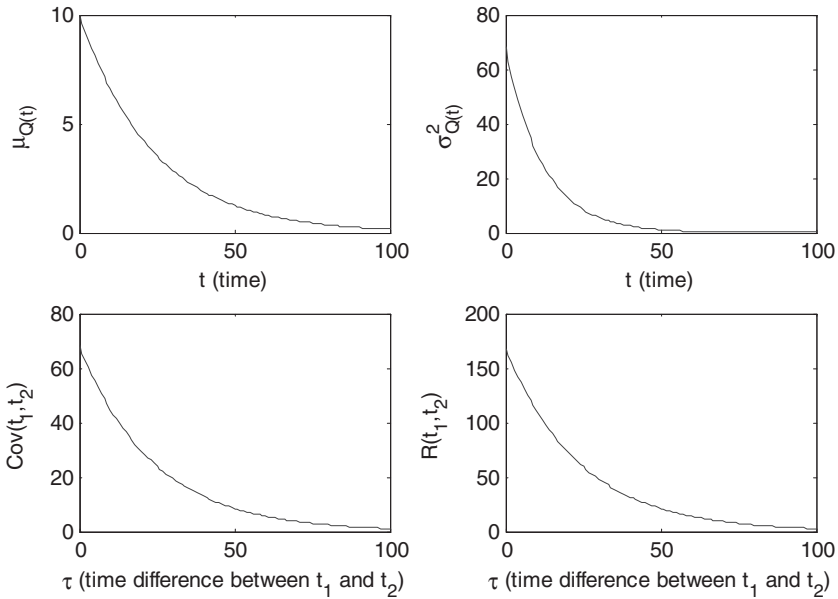 10
5
0
0 50 100
μQ(t)
t (time)
80
60
40
20
0
0 50 100
σ²Q(t)
t (time)
80
60
40
20
0
0 50 100
Cov(t₁,t₂)
τ (time difference between t₁ and t₂)
200
150
100
50
0
0 50 100
R(t₁,t₂)
τ (time difference between t₁ and t₂)